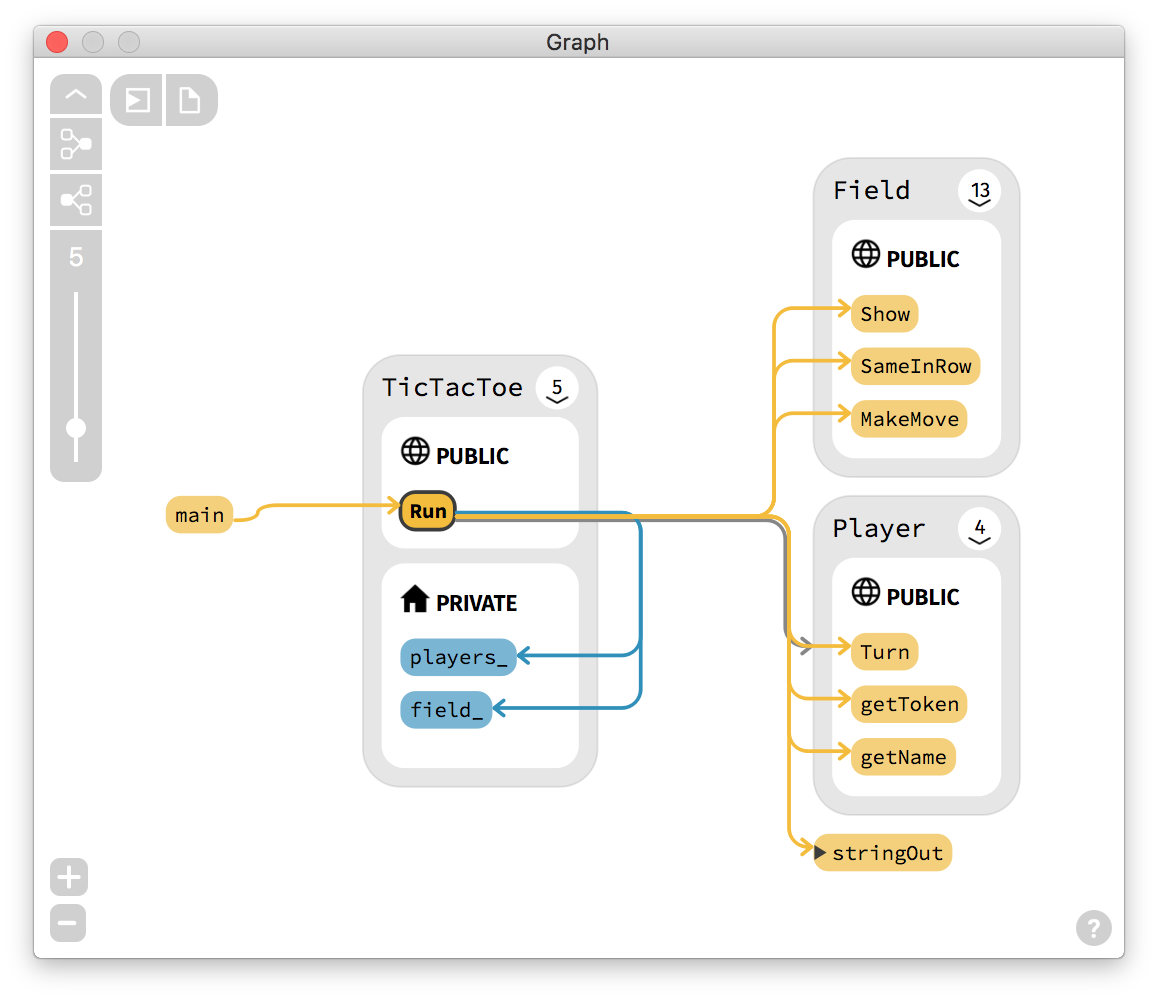 Graph
5
Field
13
PUBLIC
Show
SameInRow
MakeMove
TicTacToe
5
PUBLIC
Run
main
PRIVATE
players_
field_
Player
4
PUBLIC
Turn
getToken
getName
stringOut
?